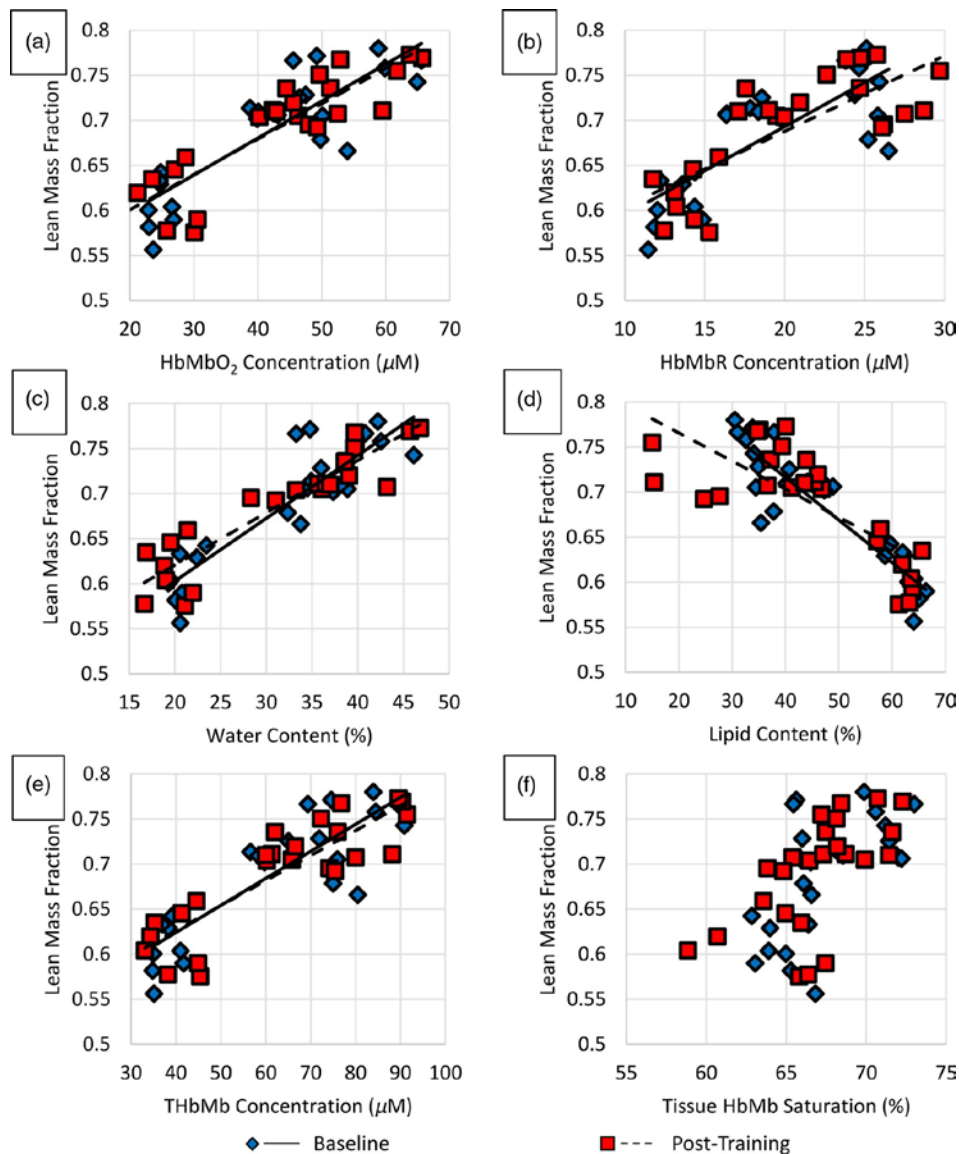 (a)
0.8
0.75
0.7
0.65
0.6
0.55
0.5
Lean Mass Fraction
20 30 40 50 60 70
HbMbO₂ Concentration (μM)
(b)
0.8
0.75
0.7
0.65
0.6
0.55
0.5
Lean Mass Fraction
10 15 20 25 30
HbMbR Concentration (μM)
(c)
0.8
0.75
0.7
0.65
0.6
0.55
0.5
Lean Mass Fraction
15 20 25 30 35 40 45 50
Water Content (%)
(d)
0.8
0.75
0.7
0.65
0.6
0.55
0.5
Lean Mass Fraction
10 20 30 40 50 60 70
Lipid Content (%)
(e)
0.8
0.75
0.7
0.65
0.6
0.55
0.5
Lean Mass Fraction
30 40 50 60 70 80 90 100
THbMb Concentration (μM)
(f)
0.8
0.75
0.7
0.65
0.6
0.55
0.5
Lean Mass Fraction
55 60 65 70 75
Tissue HbMb Saturation (%)
Baseline
Post-Training